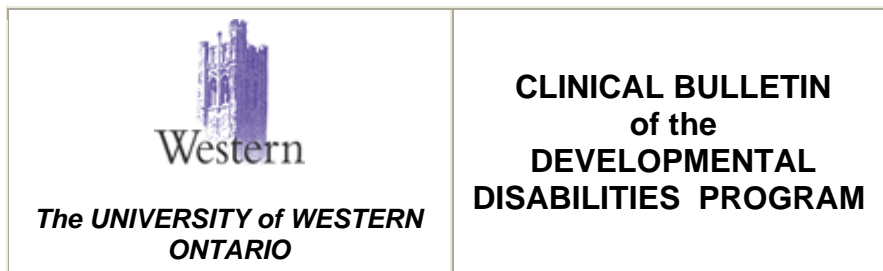 Western
The UNIVERSITY of WESTERN
ONTARIO
CLINICAL BULLETIN
of the
DEVELOPMENTAL
DISABILITIES PROGRAM